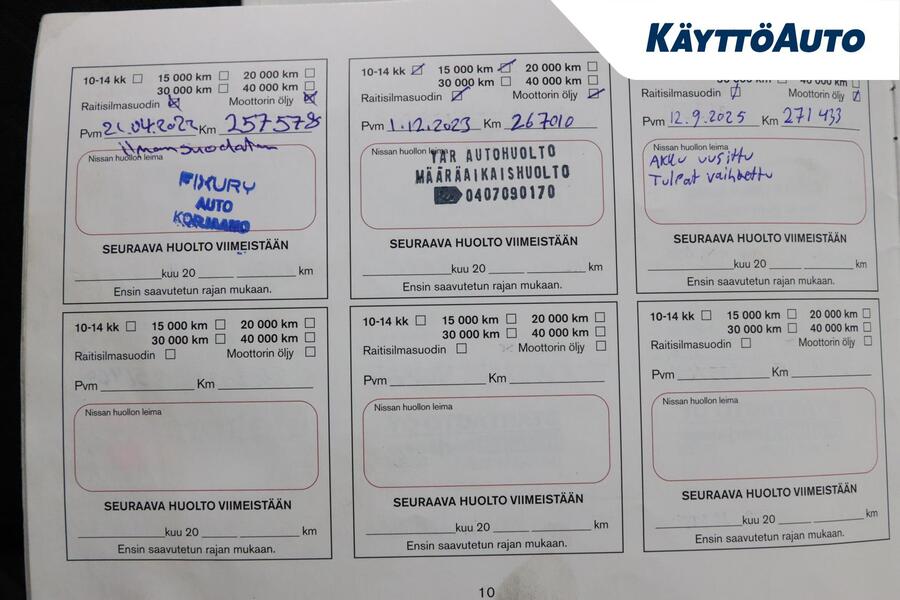 KÄYTTÖAUTO
10-14 kk 15 000 km 20 000 km
30 000 km 40 000 km
Raitisilmasuodin Moottorin öljy
Pvm Km 257578
ilmansuodatin
Nissan huollon leima
FIXURY
AUTO
SEURAAVA HUOLTO VIIMEISTÄÄN
kuu 20 km
Ensin saavutetun rajan mukaan.
10-14 kk 15 000 km 20 000 km
30 000 km 40 000 km
Raitisilmasuodin Moottorin öljy
Pvm 1.12.2023 Km 267010
Nissan huollon leima
TAR AUTOHUOLTO
MÄÄRÄAIKAISHUOLTO
0407090170
SEURAAVA HUOLTO VIIMEISTÄÄN
kuu 20 km
Ensin saavutetun rajan mukaan.
30 000 km 40 000 km
Raitisilmasuodin Moottorin öljy
Pvm 12.9.2025 Km 271433
Nissan huollon leima
AKKU uusittu
Tulpat vaihdettu
SEURAAVA HUOLTO VIIMEISTÄÄN
kuu 20 km
Ensin saavutetun rajan mukaan.
10-14 kk 15 000 km 20 000 km
30 000 km 40 000 km
Raitisilmasuodin Moottorin öljy
Pvm Km
Nissan huollon leima
SEURAAVA HUOLTO VIIMEISTÄÄN
kuu 20 km
Ensin saavutetun rajan mukaan.
10-14 kk 15 000 km 20 000 km
30 000 km 40 000 km
Raitisilmasuodin Moottorin öljy
Pvm Km
Nissan huollon leima
SEURAAVA HUOLTO VIIMEISTÄÄN
kuu 20 km
Ensin saavutetun rajan mukaan.
10-14 kk 15 000 km 20 000 km
30 000 km 40 000 km
Raitisilmasuodin Moottorin öljy
Pvm Km
Nissan huollon leima
SEURAAVA HUOLTO VIIMEISTÄÄN
kuu 20 km
Ensin saavutetun rajan mukaan.
10